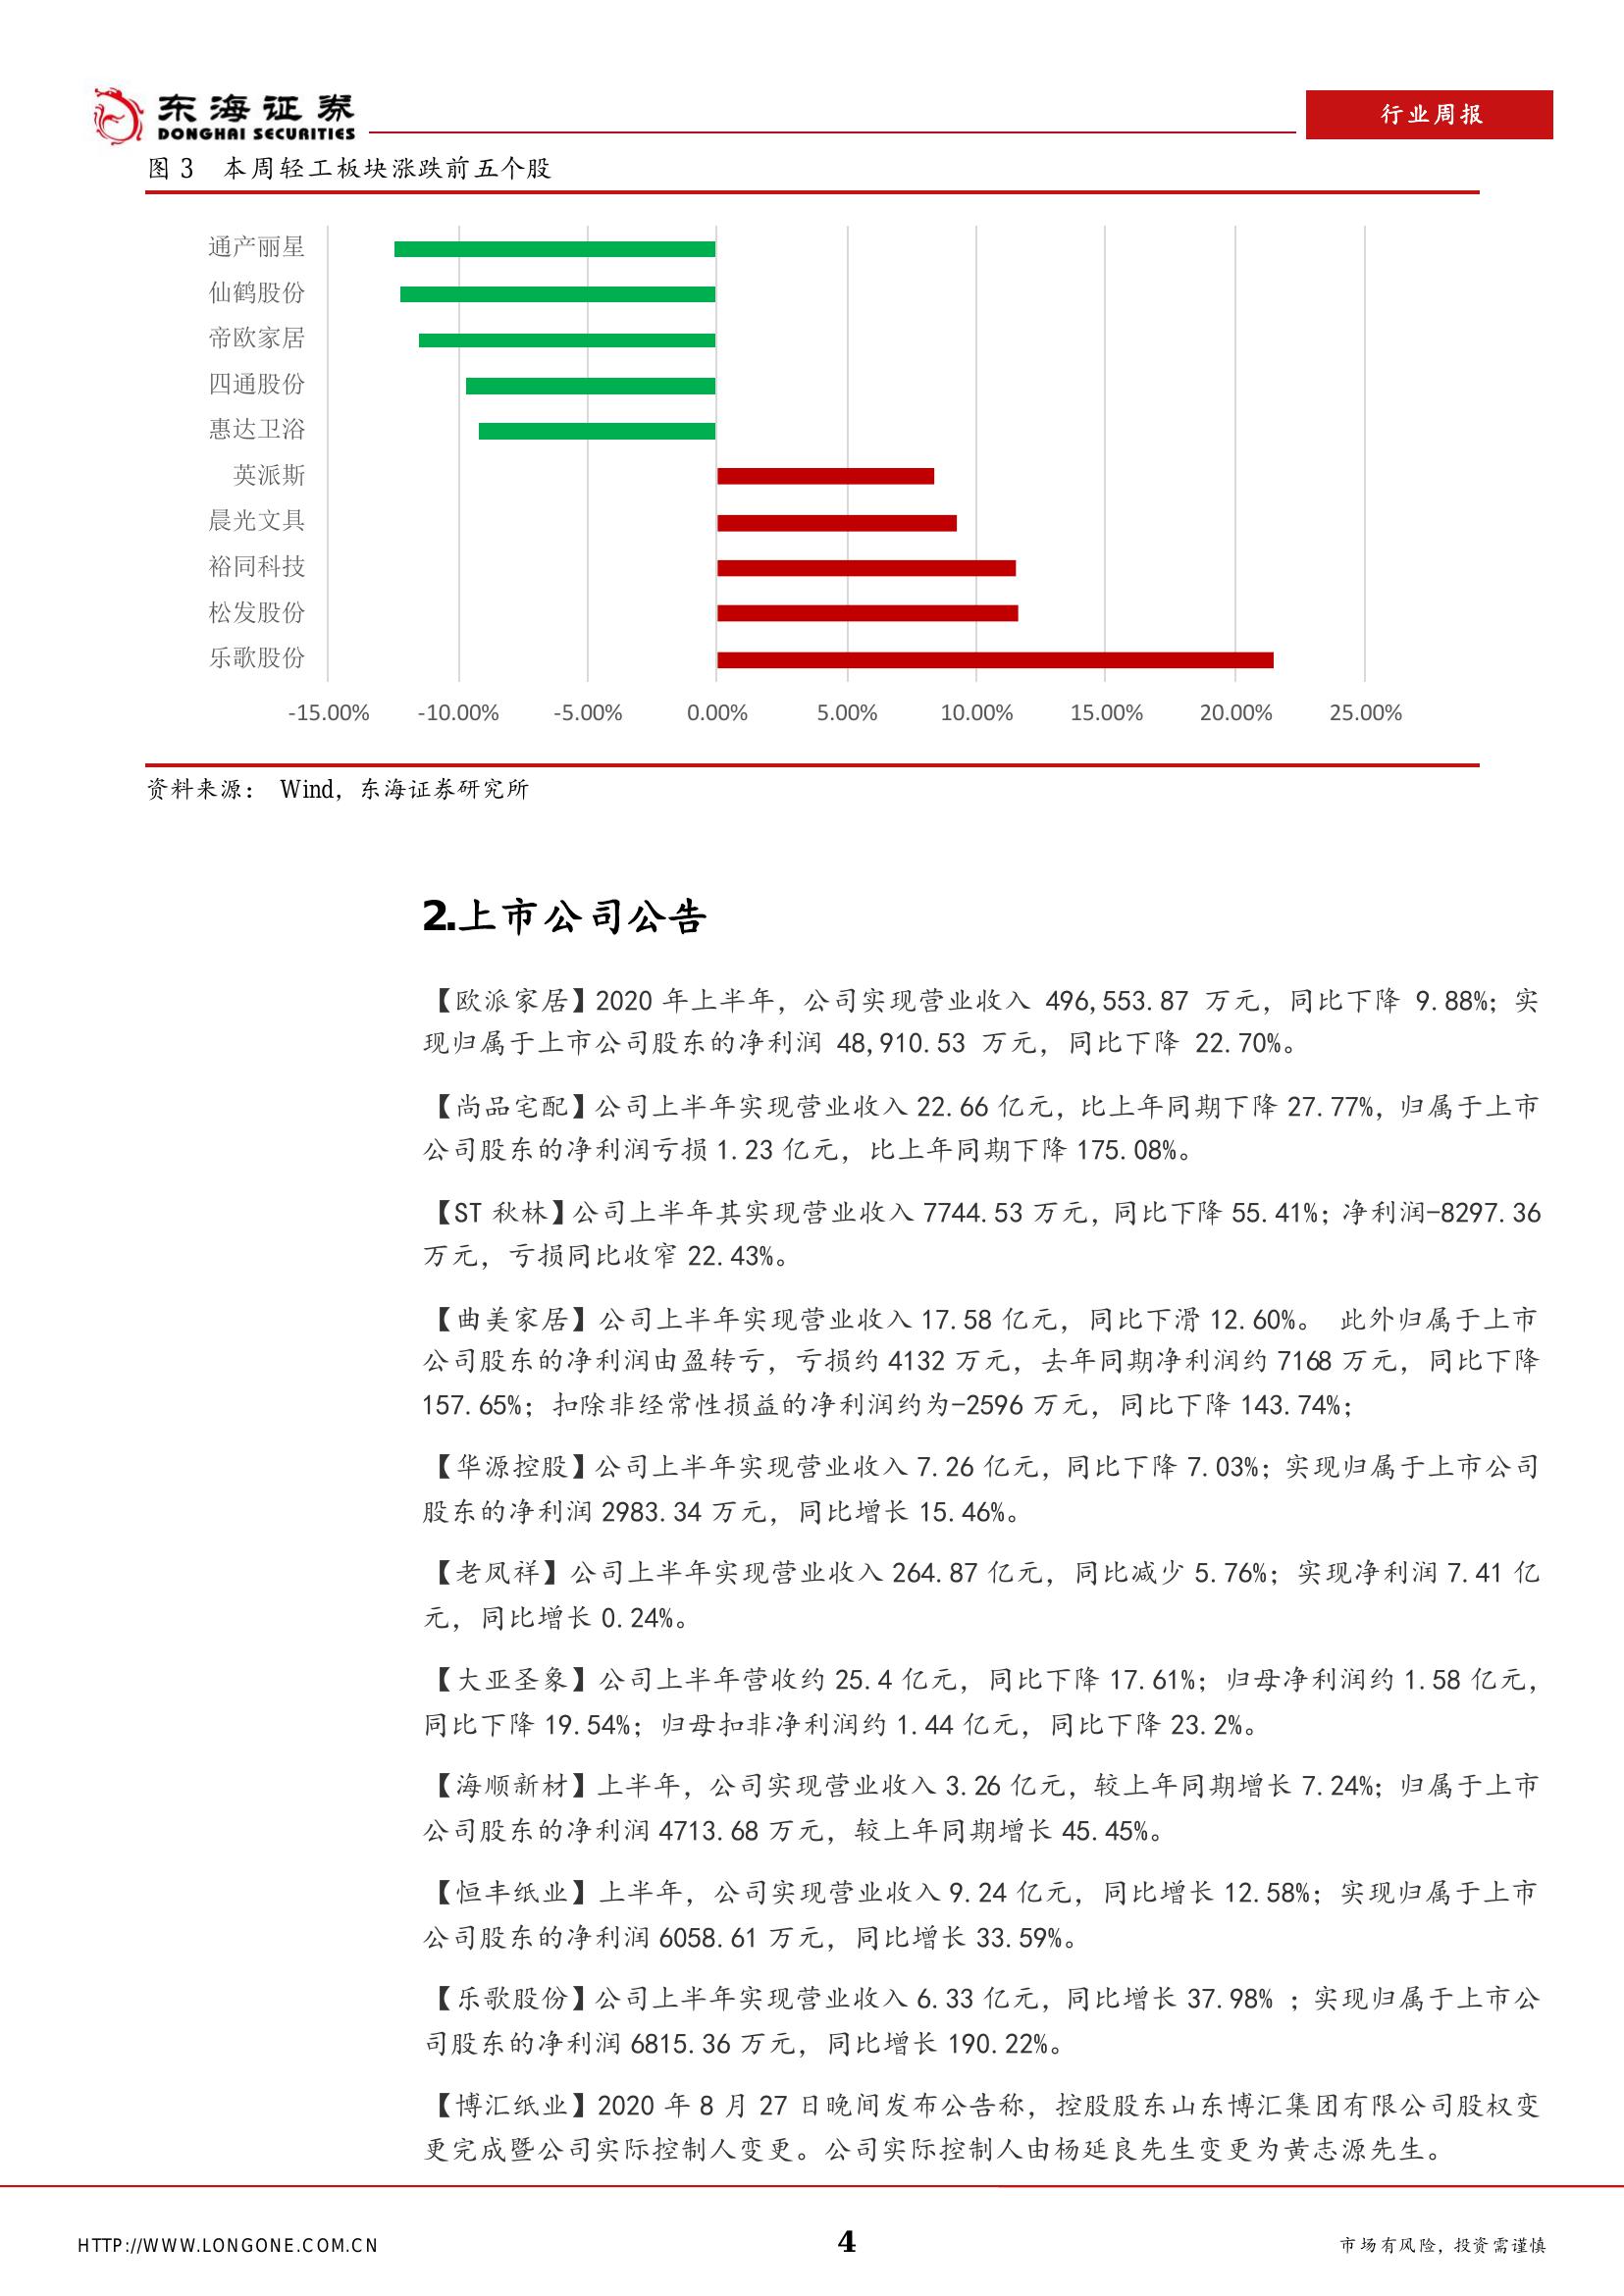 东海证券
DONGHAI SECURITIES
行业周报
图 3 本周轻工板块涨跌前五个股
通产丽星
仙鹤股份
帝欧家居
四通股份
惠达卫浴
英派斯
晨光文具
裕同科技
松发股份
乐歌股份
-15.00% -10.00% -5.00% 0.00% 5.00% 10.00% 15.00% 20.00% 25.00%
资料来源： Wind，东海证券研究所
2.上市公司公告
【欧派家居】2020 年上半年，公司实现营业收入 496,553.87 万元，同比下降 9.88%；实
现归属于上市公司股东的净利润 48,910.53 万元，同比下降 22.70%。
【尚品宅配】公司上半年实现营业收入 22.66 亿元，比上年同期下降 27.77%，归属于上市
公司股东的净利润亏损 1.23 亿元，比上年同期下降 175.08%。
【ST 秋林】公司上半年其实现营业收入 7744.53 万元，同比下降 55.41%；净利润-8297.36
万元，亏损同比收窄 22.43%。
【曲美家居】公司上半年实现营业收入 17.58 亿元，同比下滑 12.60%。 此外归属于上市
公司股东的净利润由盈转亏，亏损约 4132 万元，去年同期净利润约 7168 万元，同比下降
157.65%；扣除非经常性损益的净利润约为-2596 万元，同比下降 143.74%；
【华源控股】公司上半年实现营业收入 7.26 亿元，同比下降 7.03%；实现归属于上市公司
股东的净利润 2983.34 万元，同比增长 15.46%。
【老凤祥】公司上半年实现营业收入 264.87 亿元，同比减少 5.76%；实现净利润 7.41 亿
元，同比增长 0.24%。
【大亚圣象】公司上半年营收约 25.4 亿元，同比下降 17.61%；归母净利润约 1.58 亿元，
同比下降 19.54%；归母扣非净利润约 1.44 亿元，同比下降 23.2%。
【海顺新材】上半年，公司实现营业收入 3.26 亿元，较上年同期增长 7.24%；归属于上市
公司股东的净利润 4713.68 万元，较上年同期增长 45.45%。
【恒丰纸业】上半年，公司实现营业收入 9.24 亿元，同比增长 12.58%；实现归属于上市
公司股东的净利润 6058.61 万元，同比增长 33.59%。
【乐歌股份】公司上半年实现营业收入 6.33 亿元，同比增长 37.98% ；实现归属于上市公
司股东的净利润 6815.36 万元，同比增长 190.22%。
【博汇纸业】2020 年 8 月 27 日晚间发布公告称，控股股东山东博汇集团有限公司股权变
更完成暨公司实际控制人变更。公司实际控制人由杨延良先生变更为黄志源先生。
HTTP://WWW.LONGONE.COM.CN
4
市场有风险，投资需谨慎